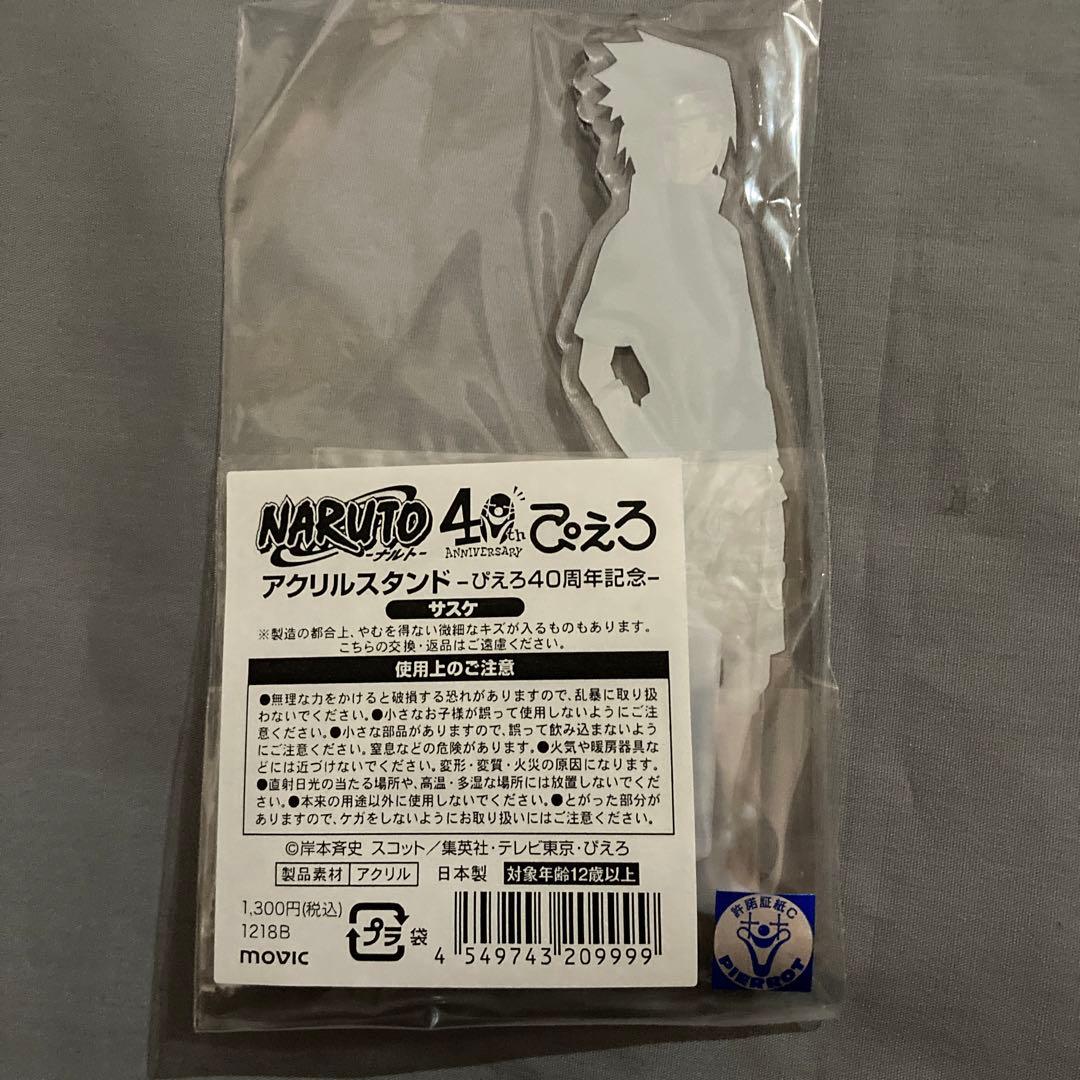 NARUTO
-ナルト-
40th
ANNIVERSARY
ぴえろ
アクリルスタンド -ぴえろ40周年記念-
サスケ
※製造の都合上、やむを得ない微細なキズが入るものもあります。
こちらの交換・返品はご遠慮ください。
使用上のご注意
●無理な力をかけると破損する恐れがありますので、乱暴に取り扱
わないでください。●小さなお子様が誤って使用しないようにご注
意ください。●小さな部品がありますので、誤って飲み込まないよう
にご注意ください。窒息などの危険があります。●火気や暖房器具な
どには近づけないでください。変形・変質・火災の原因になります。
●直射日光の当たる場所や、高温・多湿な場所には放置しないでくだ
さい。●本来の用途以外に使用しないでください。●とがった部分が
ありますので、ケガをしないようにお取り扱いにはご注意ください。
©岸本斉史 スコット／集英社・テレビ東京・ぴえろ
製品素材 アクリル 日本製 対象年齢12歳以上
1,300円(税込)
1218B
movic
プラ 袋
4 549743 209999
許諾証紙C
PIERROT